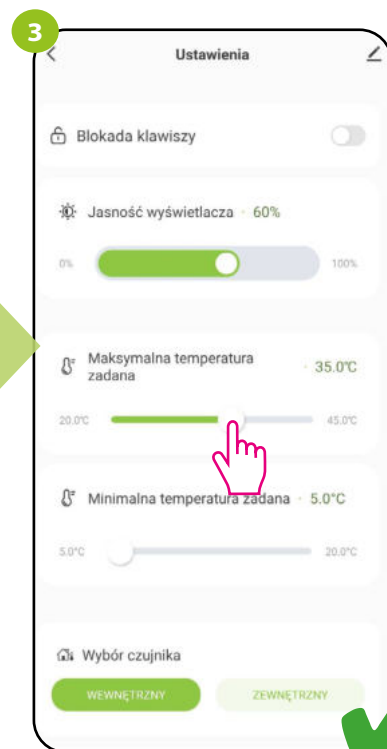 3
Ustawienia
Blokada klawiszy
Jasność wyświetlacza · 60%
0% 100%
Maksymalna temperatura
zadana · 35.0°C
20.0°C 45.0°C
Minimalna temperatura zadana · 5.0°C
5.0°C 20.0°C
Wybór czujnika
WEWNĘTRZNY ZEWNĘTRZNY